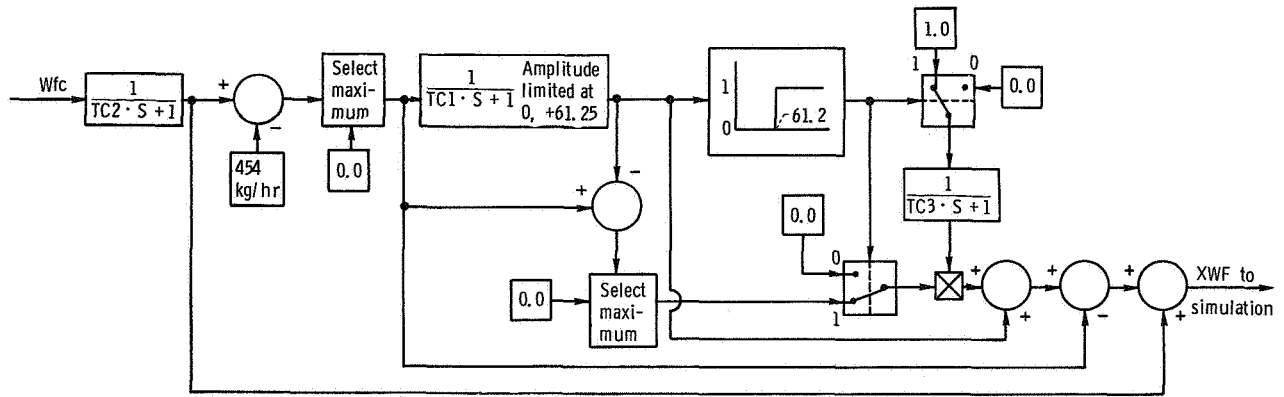 Wfc
1
TC2 · S +1
+
−
454
kg/hr
Select
maxi-
mum
0.0
1
TC1 · S + 1
Amplitude
limited at
0, +61.25
1
0
61.2
1.0
1
0
0.0
1
TC3 · S + 1
+
−
0.0
0.0
Select
maxi-
mum
0
1
+
+
+
−
+
+
XWF to
simulation